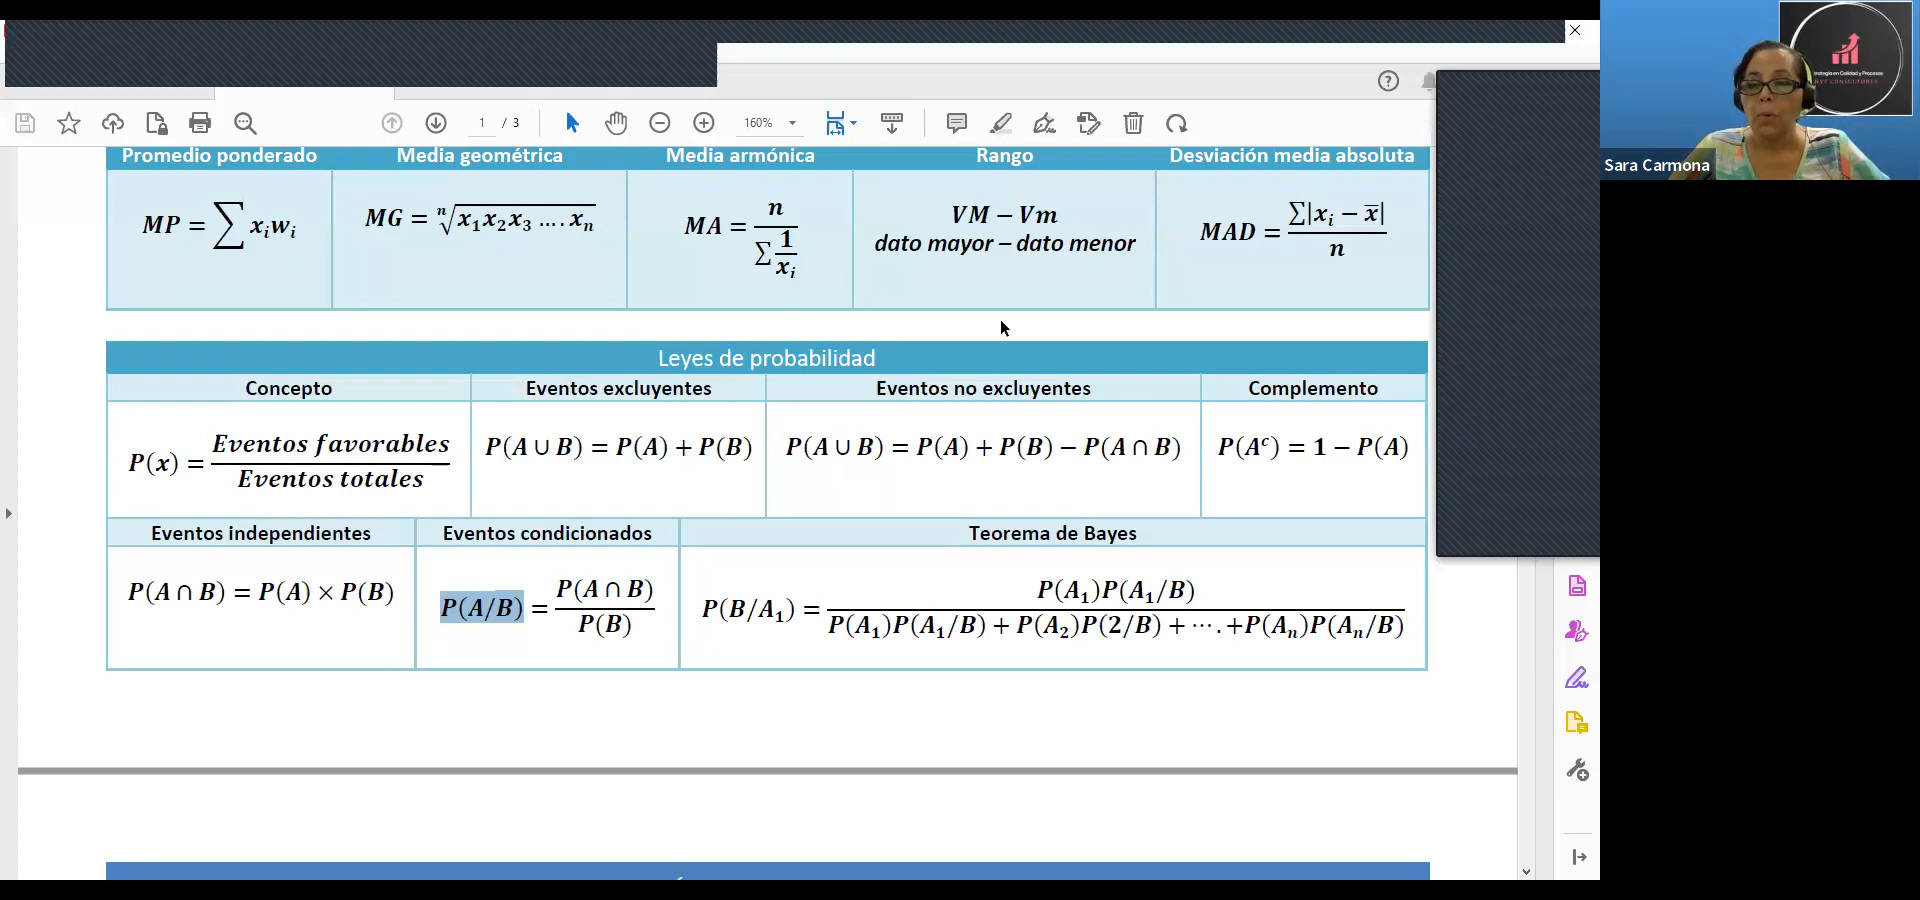 1 / 3
160%
Promedio ponderado Media geométrica Media armónica Rango Desviación media absoluta
MP = ∑ xᵢwᵢ
MG = ⁿ√x₁x₂x₃ …. xₙ
MA = n / ∑ 1/xᵢ
VM − Vm
dato mayor − dato menor
MAD = ∑|xᵢ − x̅| / n
Leyes de probabilidad
Concepto Eventos excluyentes Eventos no excluyentes Complemento
P(x) = Eventos favorables / Eventos totales
P(A ∪ B) = P(A) + P(B)
P(A ∪ B) = P(A) + P(B) − P(A ∩ B)
P(Aᶜ) = 1 − P(A)
Eventos independientes Eventos condicionados Teorema de Bayes
P(A ∩ B) = P(A) × P(B)
P(A/B) = P(A ∩ B) / P(B)
P(B/A₁) = P(A₁)P(A₁/B) / P(A₁)P(A₁/B) + P(A₂)P(2/B) + ⋯ . +P(Aₙ)P(Aₙ/B)
Sara Carmona